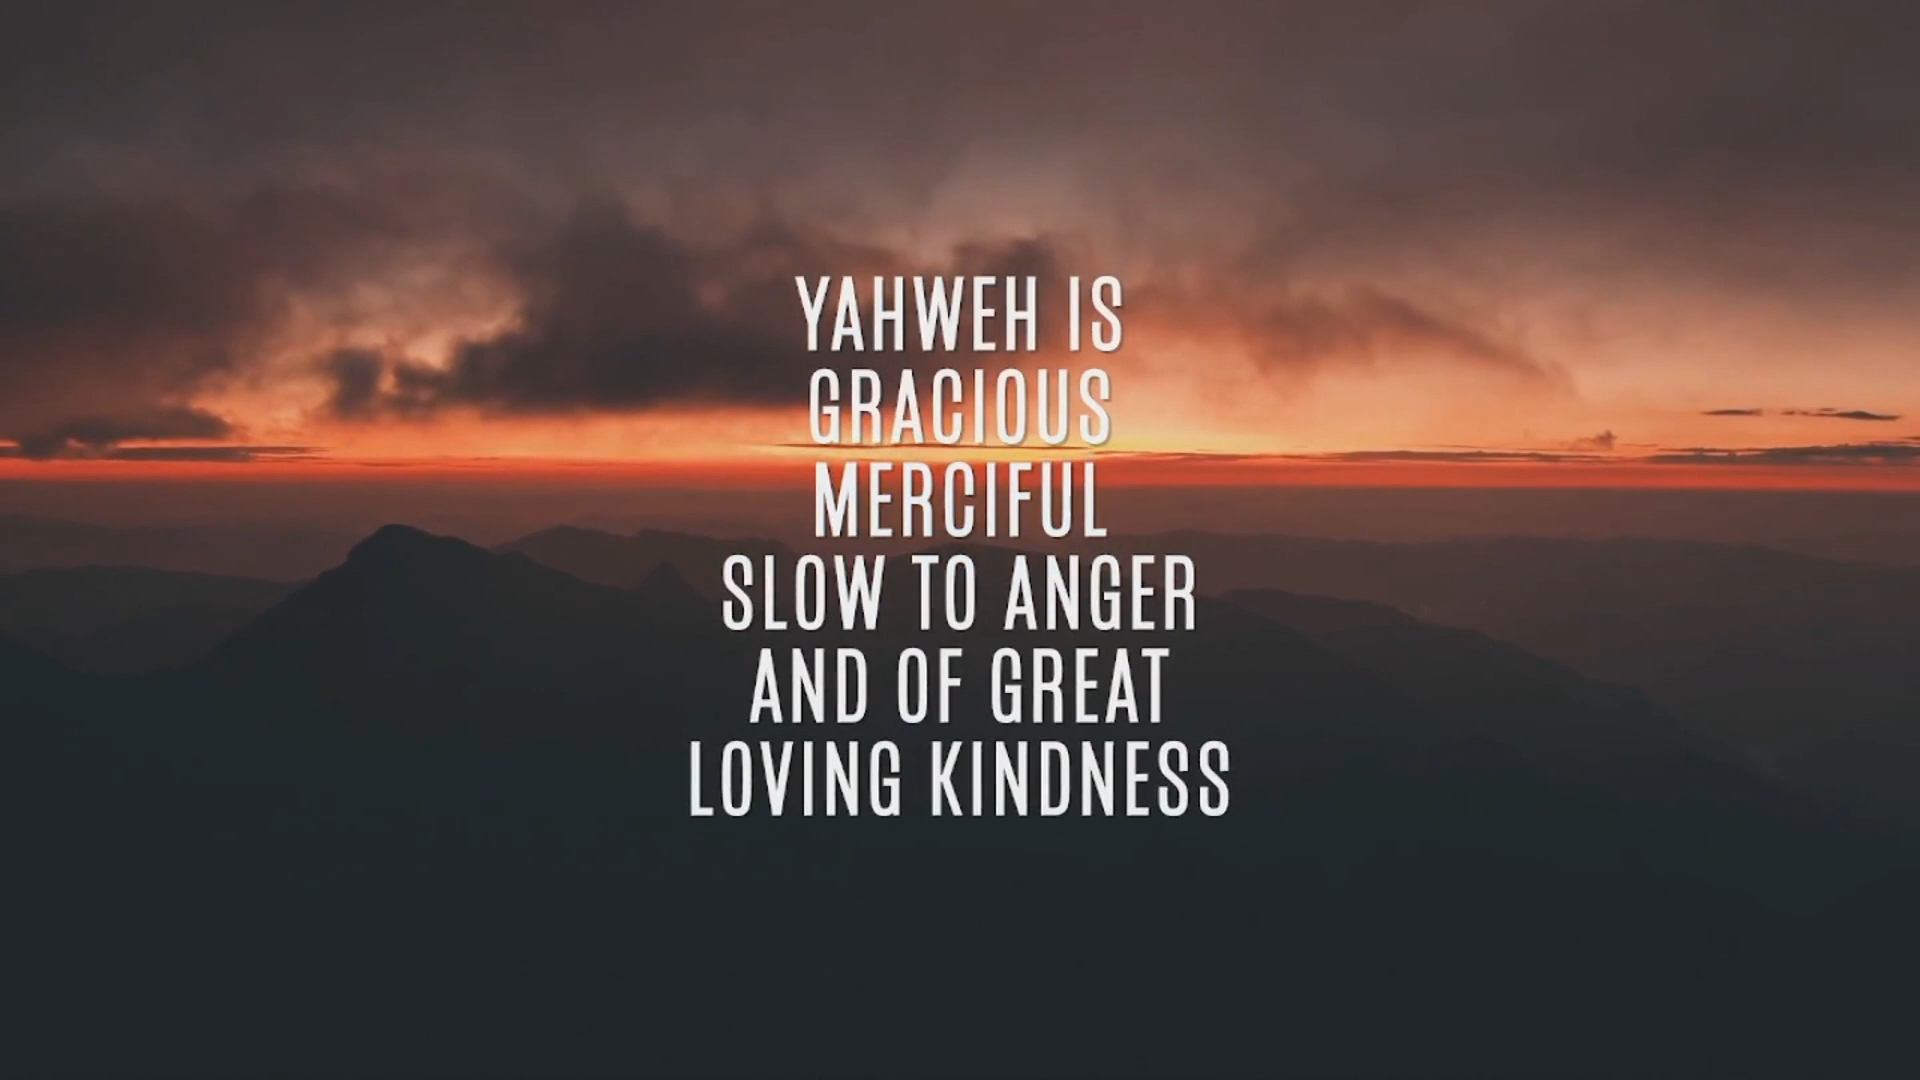 YAHWEH IS
GRACIOUS
MERCIFUL
SLOW TO ANGER
AND OF GREAT
LOVING KINDNESS